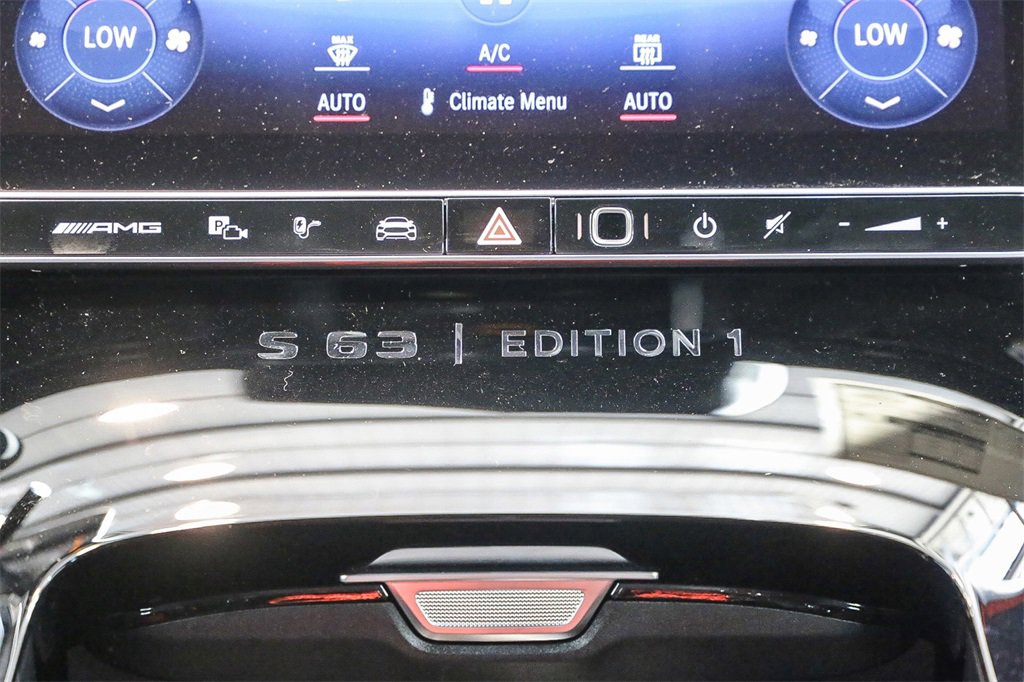 LOW
LOW
MAX
A/C
REAR
AUTO
Climate Menu
AUTO
AMG
P
- +
S 63 | EDITION 1